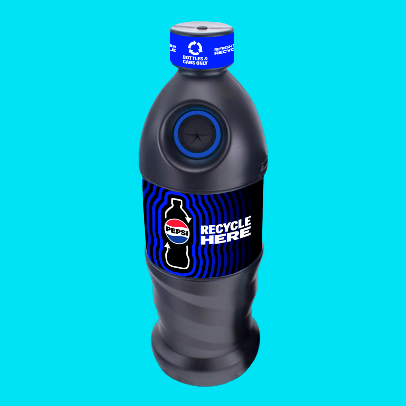 BOTTLES &
CANS ONLY
RECYCLE
HERE
PEPSI